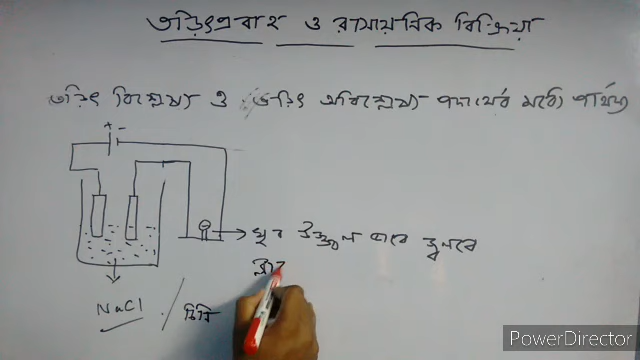 তড়িৎপ্রবাহ ও রাসায়নিক বিক্রিয়া
তড়িৎ বিশ্লেষ্য ও তড়িৎ অবিশ্লেষ্য পদার্থের মধ্যে পার্থক্য
+ -
খুব উজ্জ্বল ভাবে জ্বলবে
NaCl / চিনি
PowerDirector